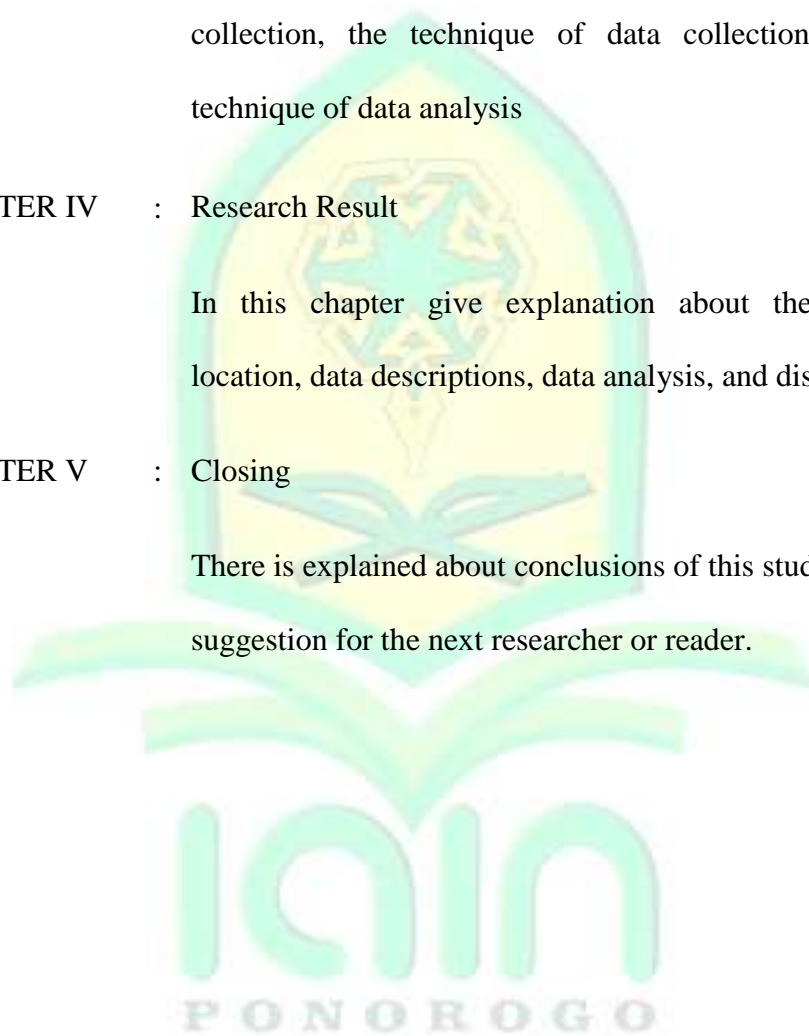 collection, the technique of data collection
technique of data analysis
TER IV : Research Result
In this chapter give explanation about the
location, data descriptions, data analysis, and dis
TER V : Closing
There is explained about conclusions of this stud
suggestion for the next researcher or reader.
IAIN
PONOROGO